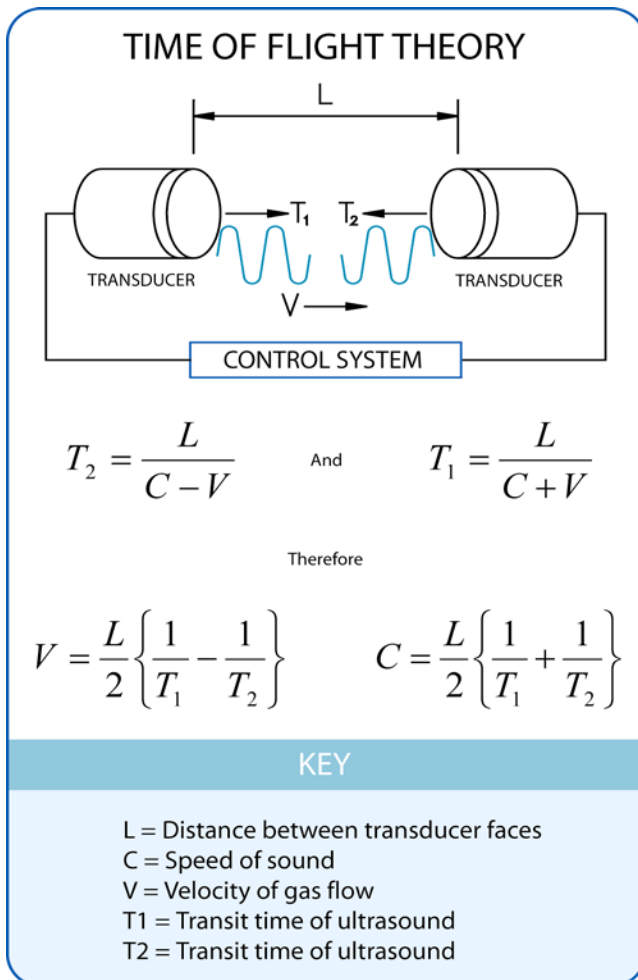 TIME OF FLIGHT THEORY
L
T₁ T₂
TRANSDUCER TRANSDUCER
V
CONTROL SYSTEM
T₂ = L / (C − V) And T₁ = L / (C + V)
Therefore
V = L/2 {1/T₁ − 1/T₂} C = L/2 {1/T₁ + 1/T₂}
KEY
L = Distance between transducer faces
C = Speed of sound
V = Velocity of gas flow
T1 = Transit time of ultrasound
T2 = Transit time of ultrasound